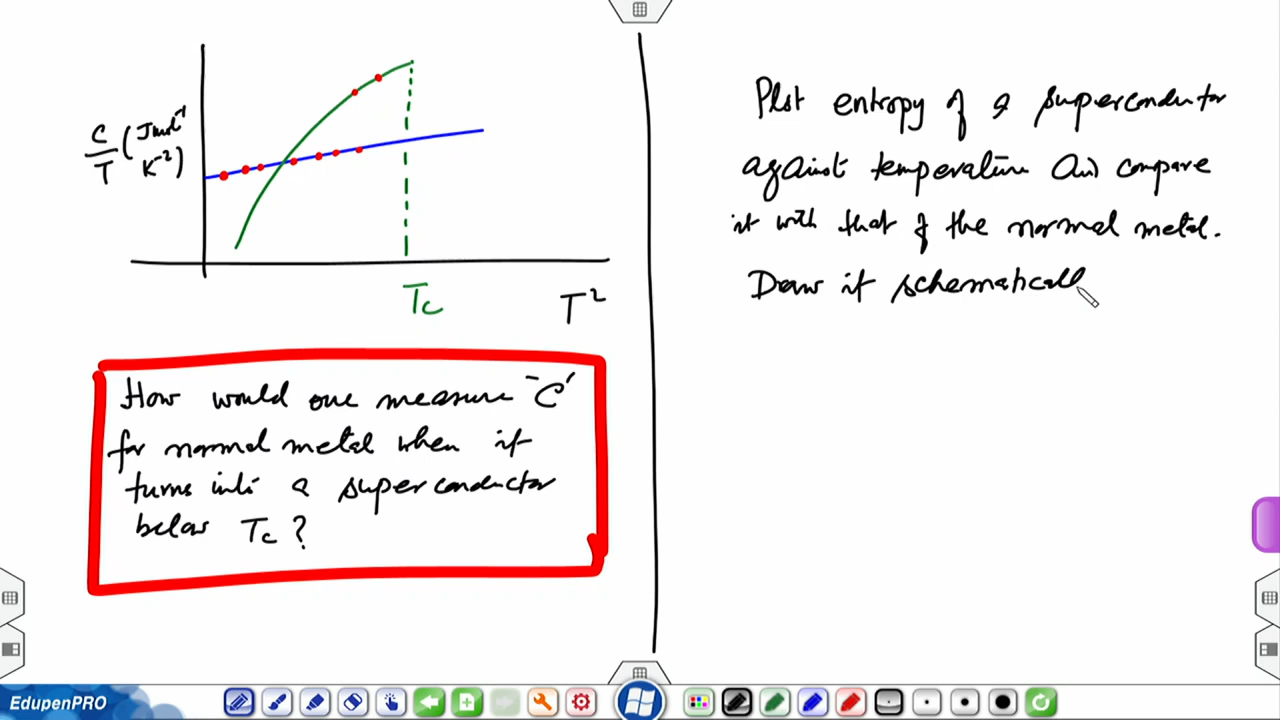 C/T (Jmol⁻¹
K⁻²)
Tc
T²
How would one measure 'C'
for normal metal when it
turns into a superconductor
below Tc?
Plot entropy of a superconductor
against temperature and compare
it with that of the normal metal.
Draw it schematicall
EdupenPRO